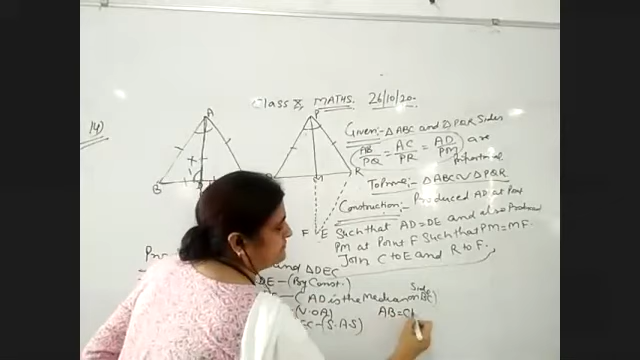 Class X MATHS. 26/10/20
14)
A
P
B
M
R
F
E
Given:- △ABC and △PQR Sides
AB/PQ = AC/PR = AD/PM are
proportional
To Prove:- △ABC ~ △PQR
Construction:- Produced AD at Point
E Such that AD=DE and also Produce
PM at Point F Such that PM=MF.
Join C to E and R to F.
△DEC
DE - (By Const.)
(AD is the Median on BC)
Side
(V.O.A)
AB=C
(S.A.S)